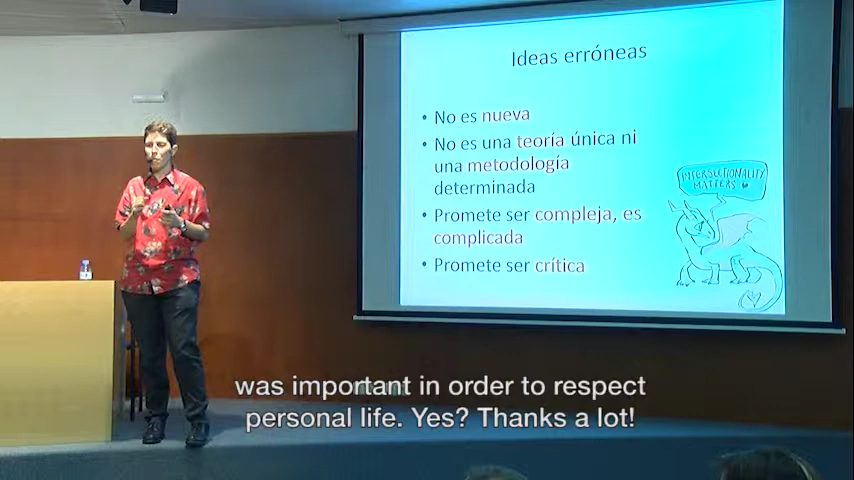 Ideas erróneas
• No es nueva
• No es una teoría única ni
una metodología
determinada
• Promete ser compleja, es
complicada
• Promete ser crítica
INTERSECTIONALITY
MATTERS
was important in order to respect
personal life. Yes? Thanks a lot!